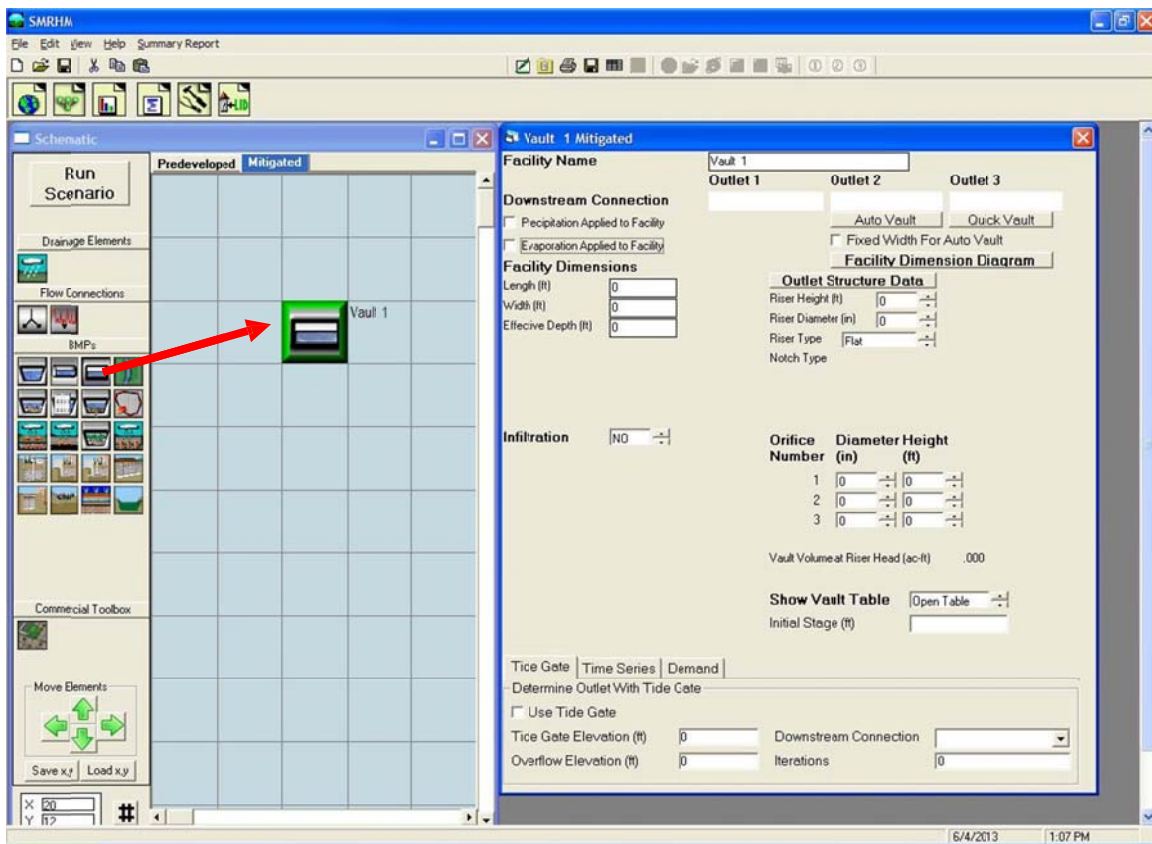 SMRHM
File Edit View Help Summary Report
Schematic
Run
Scenario
Drainage Elements
Flow Connections
BMPs
Commercial Toolbox
Move Elements
Save x,y Load x,y
X 20
Y 12
Predeveloped Mitigated
Vault 1
Vault 1 Mitigated
Facility Name Vault 1
Outlet 1 Outlet 2 Outlet 3
Downstream Connection
Pecipitation Applied to Facility Auto Vault Quick Vault
Evaporation Applied to Facility Fixed Width For Auto Vault
Facility Dimension Diagram
Facility Dimensions
Outlet Structure Data
Lengh (ft) 0
Width (ft) 0
Effecive Depth (ft) 0
Riser Height (ft) 0
Riser Diameter (in) 0
Riser Type Flat
Notch Type
Infiltration NO
Orifice Diameter Height
Number (in) (ft)
1 0 0
2 0 0
3 0 0
Vault Volume at Riser Head (ac-ft) .000
Show Vault Table Open Table
Initial Stage (ft)
Tice Gate Time Series Demand
Determine Outlet With Tide Gate
Use Tide Gate
Tice Gate Elevation (ft) 0 Downstream Connection
Overflow Elevation (ft) 0 Iterations 0
6/4/2013 1:07 PM